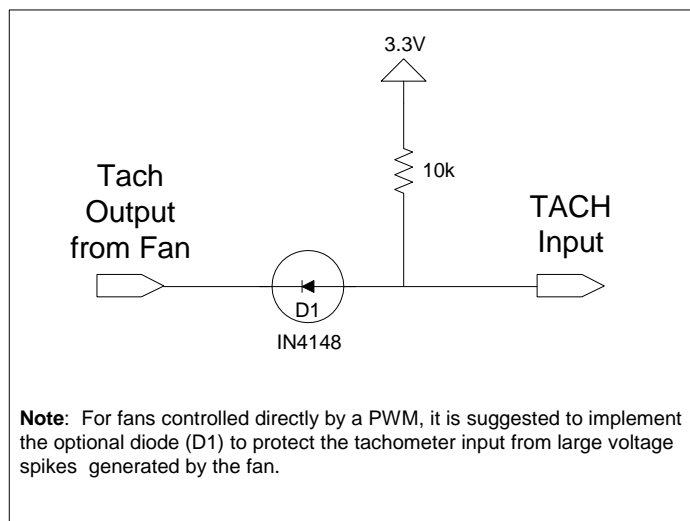 3.3V
10k
Tach
Output
from Fan
TACH
Input
D1
IN4148
Note: For fans controlled directly by a PWM, it is suggested to implement
the optional diode (D1) to protect the tachometer input from large voltage
spikes generated by the fan.